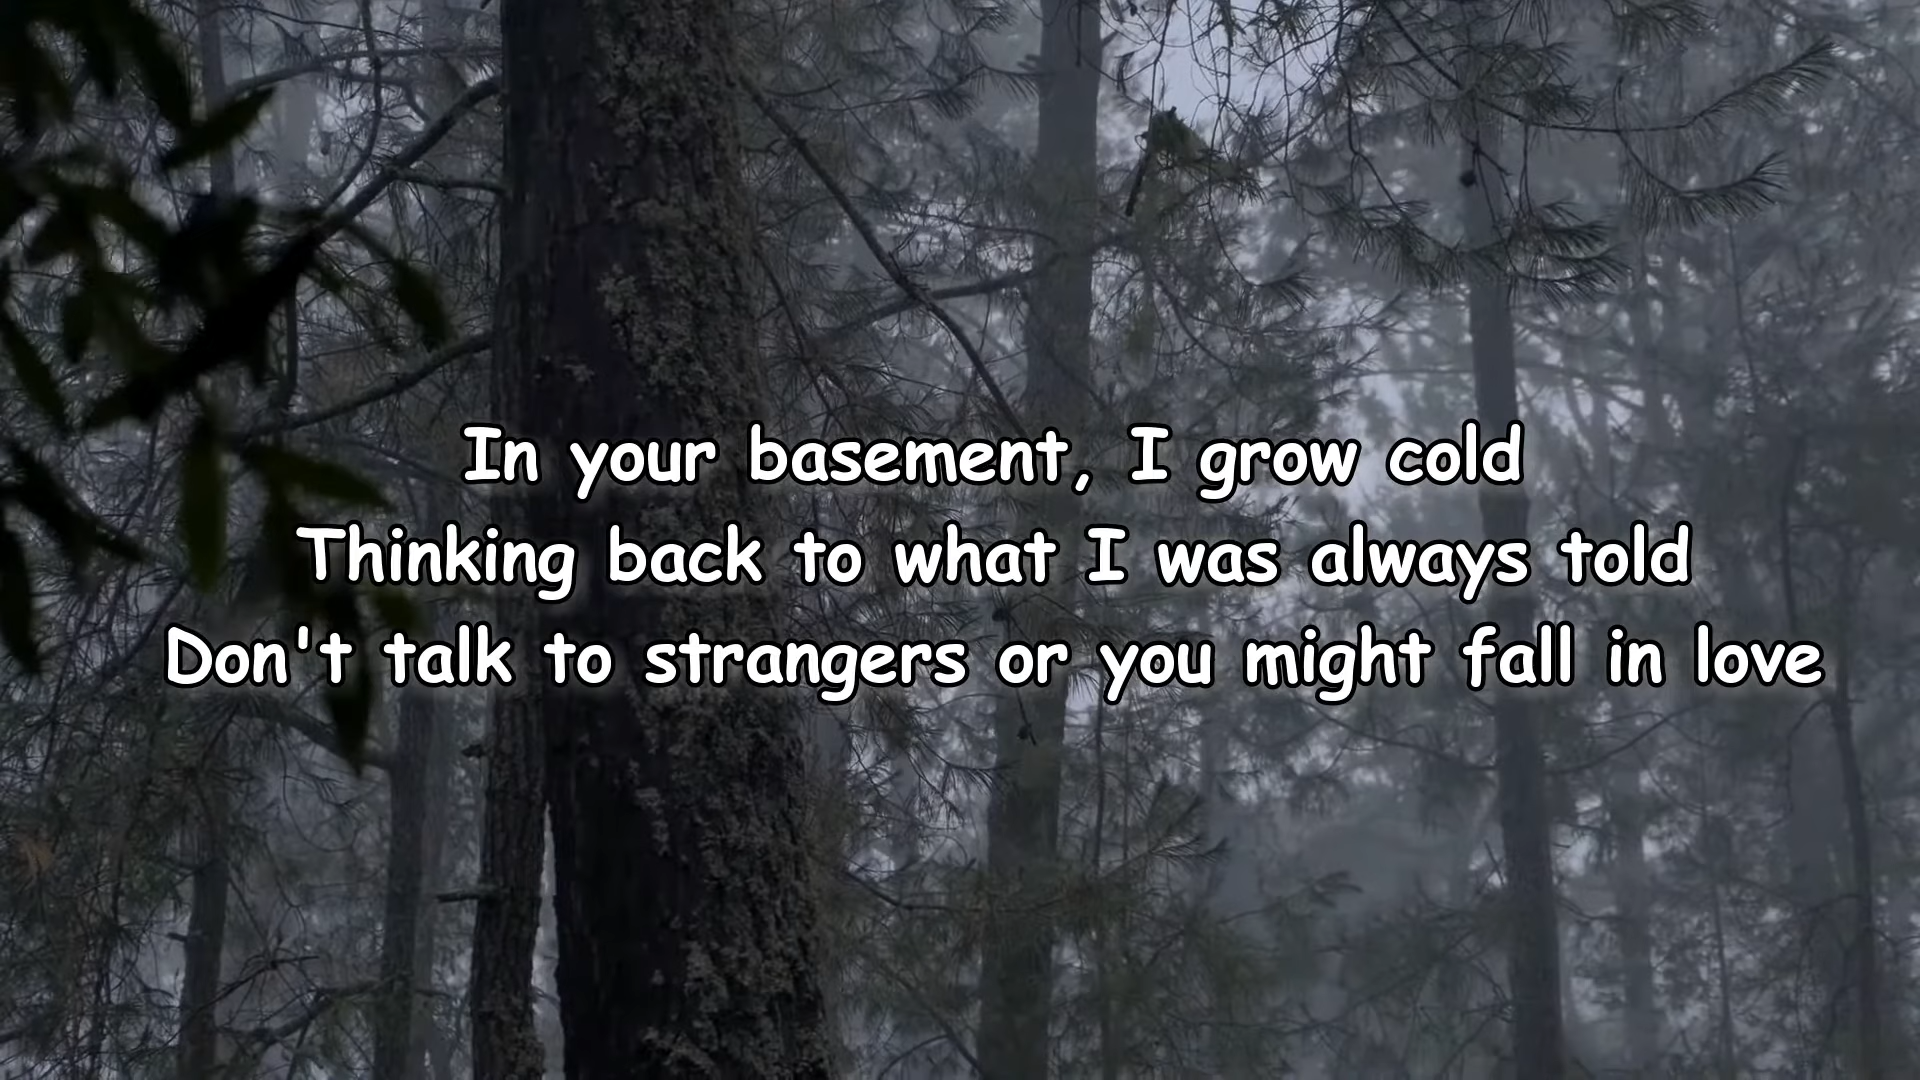 In your basement, I grow cold
Thinking back to what I was always told
Don't talk to strangers or you might fall in love